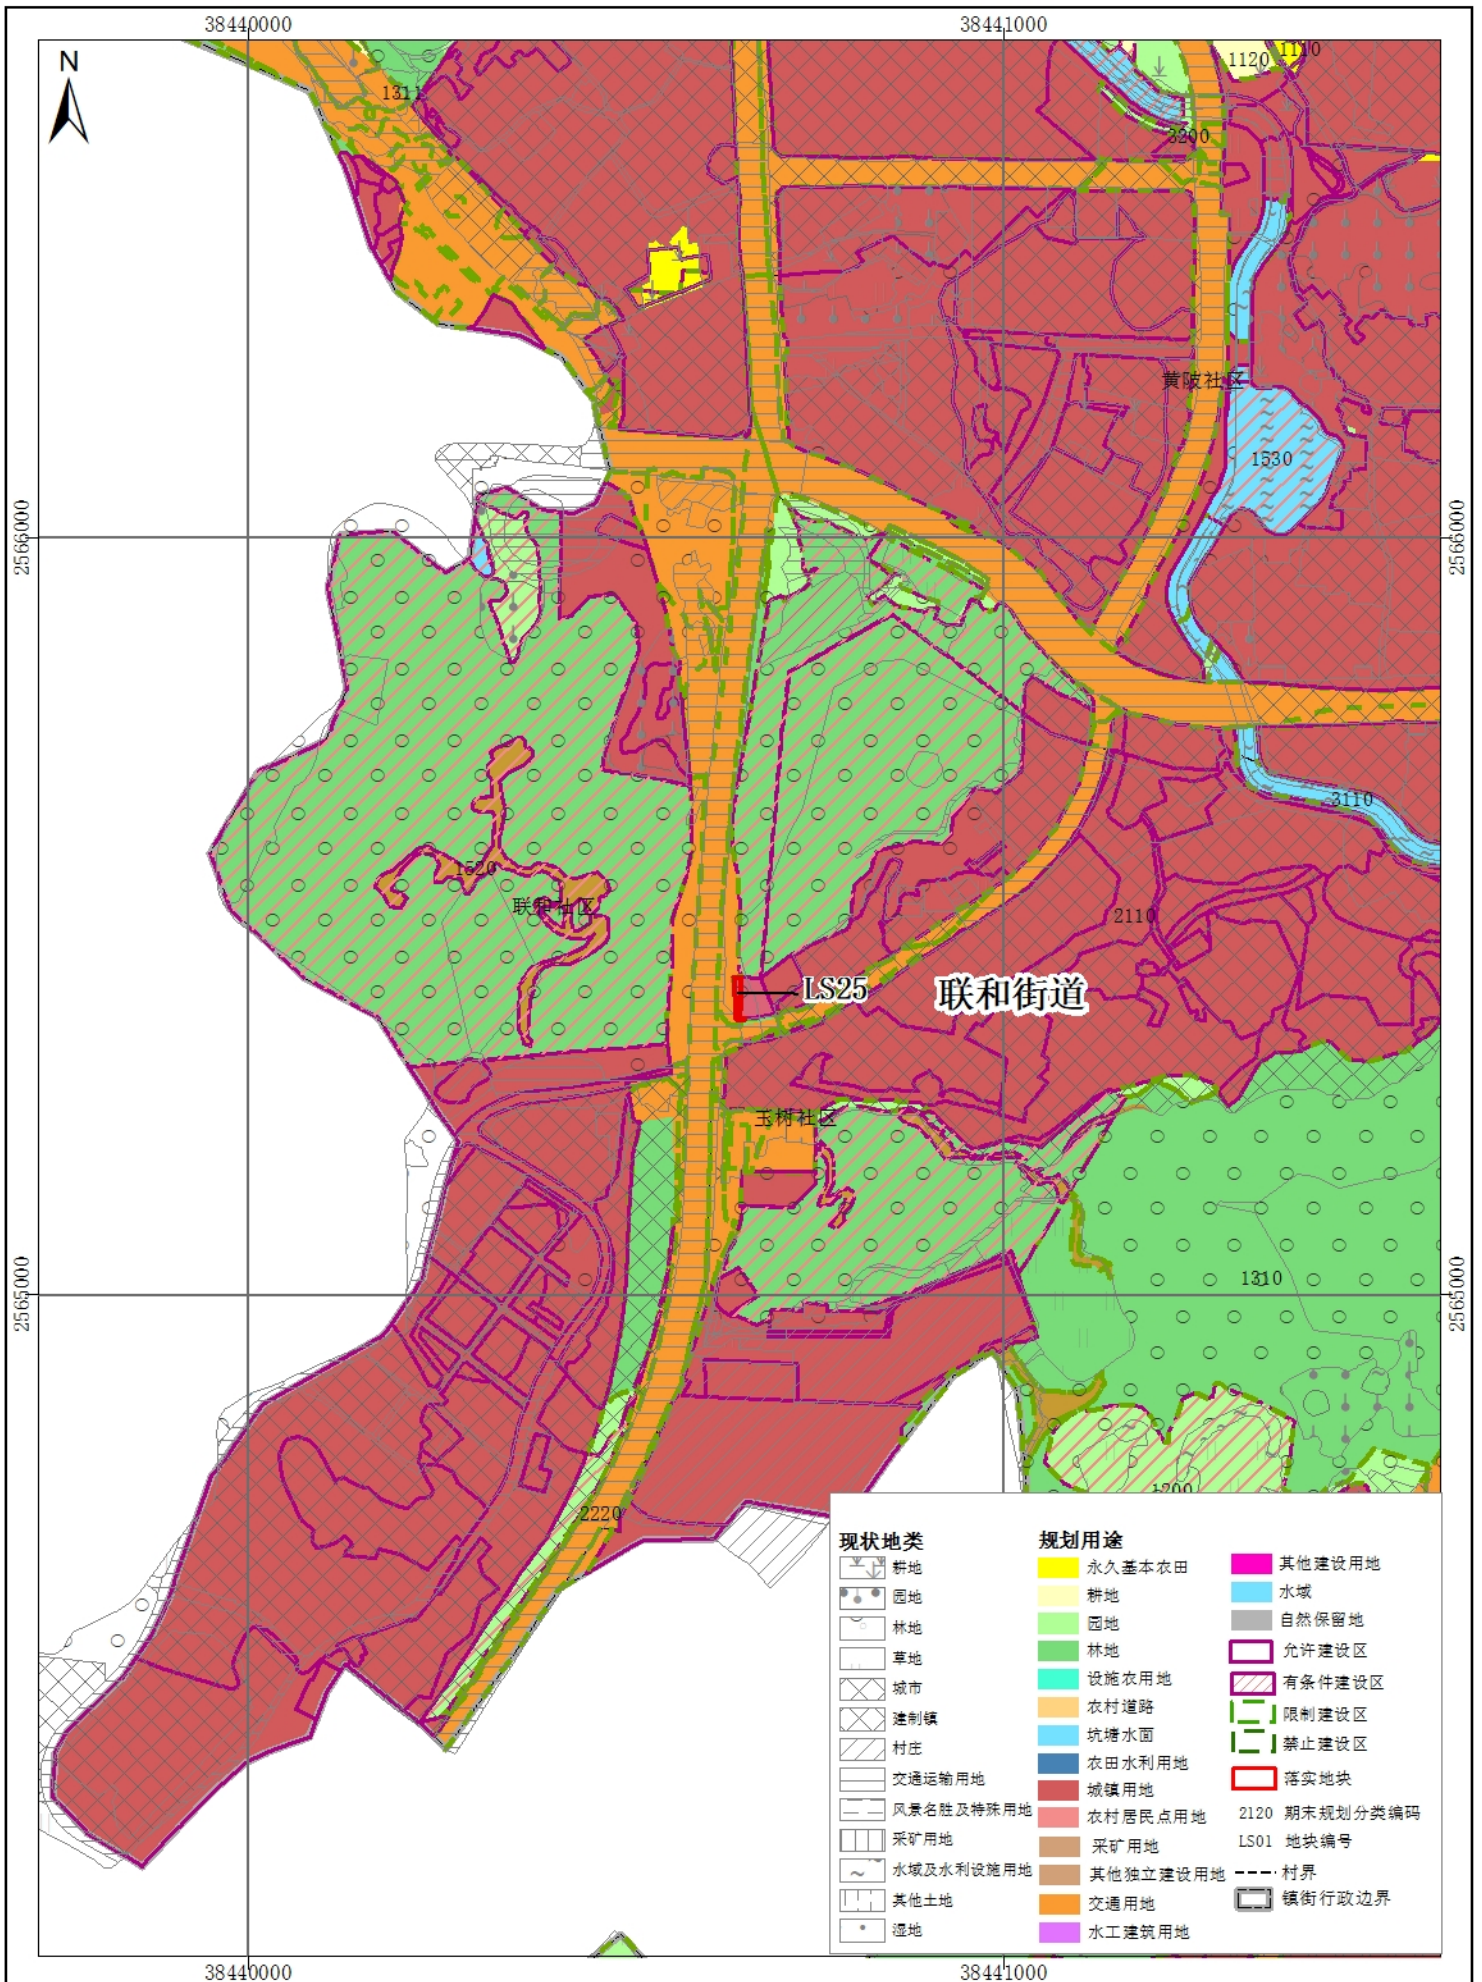 38440000
38441000
N
1311
1120
1110
3200
黄陂社区
1530
2566000
2566000
3110
1520
联和社区
2110
LS25
联和街道
玉树社区
1310
2565000
2565000
1200
2220
现状地类
耕地
园地
林地
草地
城市
建制镇
村庄
交通运输用地
风景名胜及特殊用地
采矿用地
水域及水利设施用地
其他土地
湿地
规划用途
永久基本农田
耕地
园地
林地
设施农用地
农村道路
坑塘水面
农田水利用地
城镇用地
农村居民点用地
采矿用地
其他独立建设用地
交通用地
水工建筑用地
其他建设用地
水域
自然保留地
允许建设区
有条件建设区
限制建设区
禁止建设区
落实地块
2120 期末规划分类编码
LS01 地块编号
村界
镇街行政边界
38440000
38441000